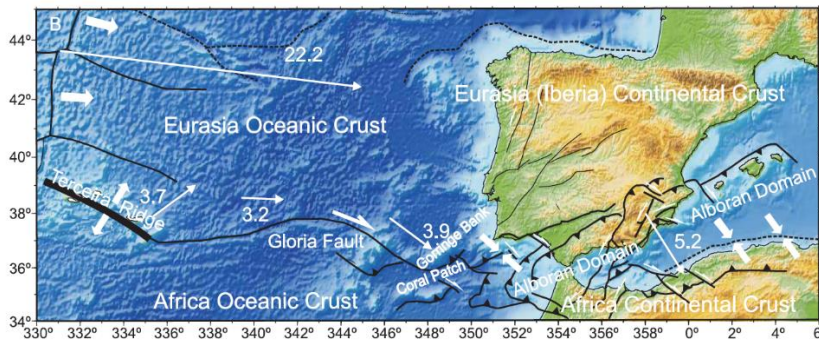 B
44°
42°
40°
38°
36°
34°
22.2
Eurasia Oceanic Crust
Eurasia (Iberia) Continental Crust
Terceira Ridge
3.7
3.2
3.9
Gloria Fault
Gorringe Bank
Coral Patch
Alboran Domain
Alboran Domain
5.2
Africa Oceanic Crust
Africa Continental Crust
330 332° 334° 336° 338° 340° 342° 344° 346° 348° 350° 352° 354° 356° 358° 0° 2° 4° 6